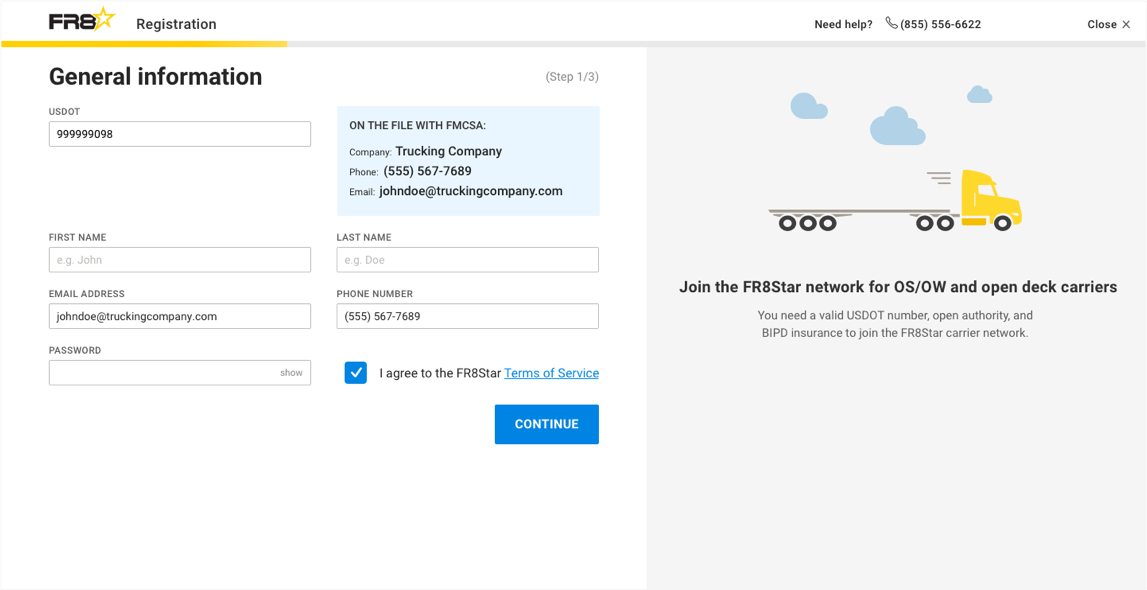 FR8
Registration
Need help? (855) 556-6622
Close
General information
(Step 1/3)
USDOT
999999098
ON THE FILE WITH FMCSA:
Company: Trucking Company
Phone: (555) 567-7689
Email: johndoe@truckingcompany.com
FIRST NAME
e.g. John
LAST NAME
e.g. Doe
EMAIL ADDRESS
johndoe@truckingcompany.com
PHONE NUMBER
(555) 567-7689
PASSWORD
show
I agree to the FR8Star Terms of Service
CONTINUE
Join the FR8Star network for OS/OW and open deck carriers
You need a valid USDOT number, open authority, and
BIPD insurance to join the FR8Star carrier network.